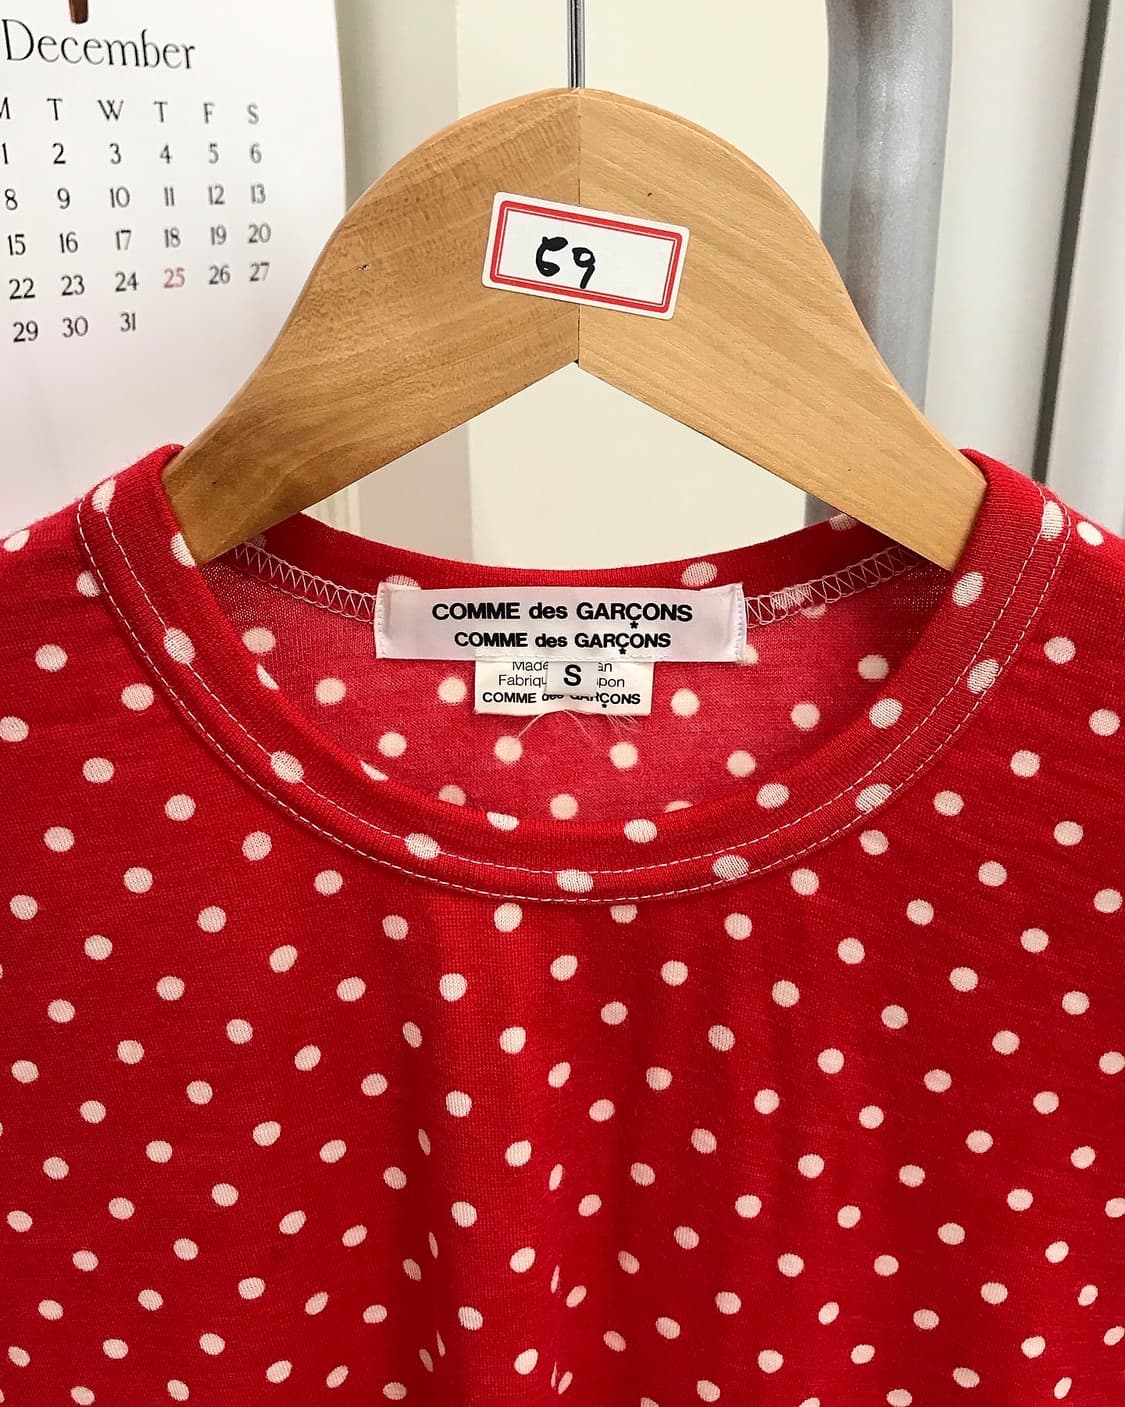 December
M T W T F S
1 2 3 4 5 6
8 9 10 11 12 13
15 16 17 18 19 20
22 23 24 25 26 27
29 30 31
69
COMME des GARÇONS
COMME des GARÇONS
Made
S
COMME des GARÇONS